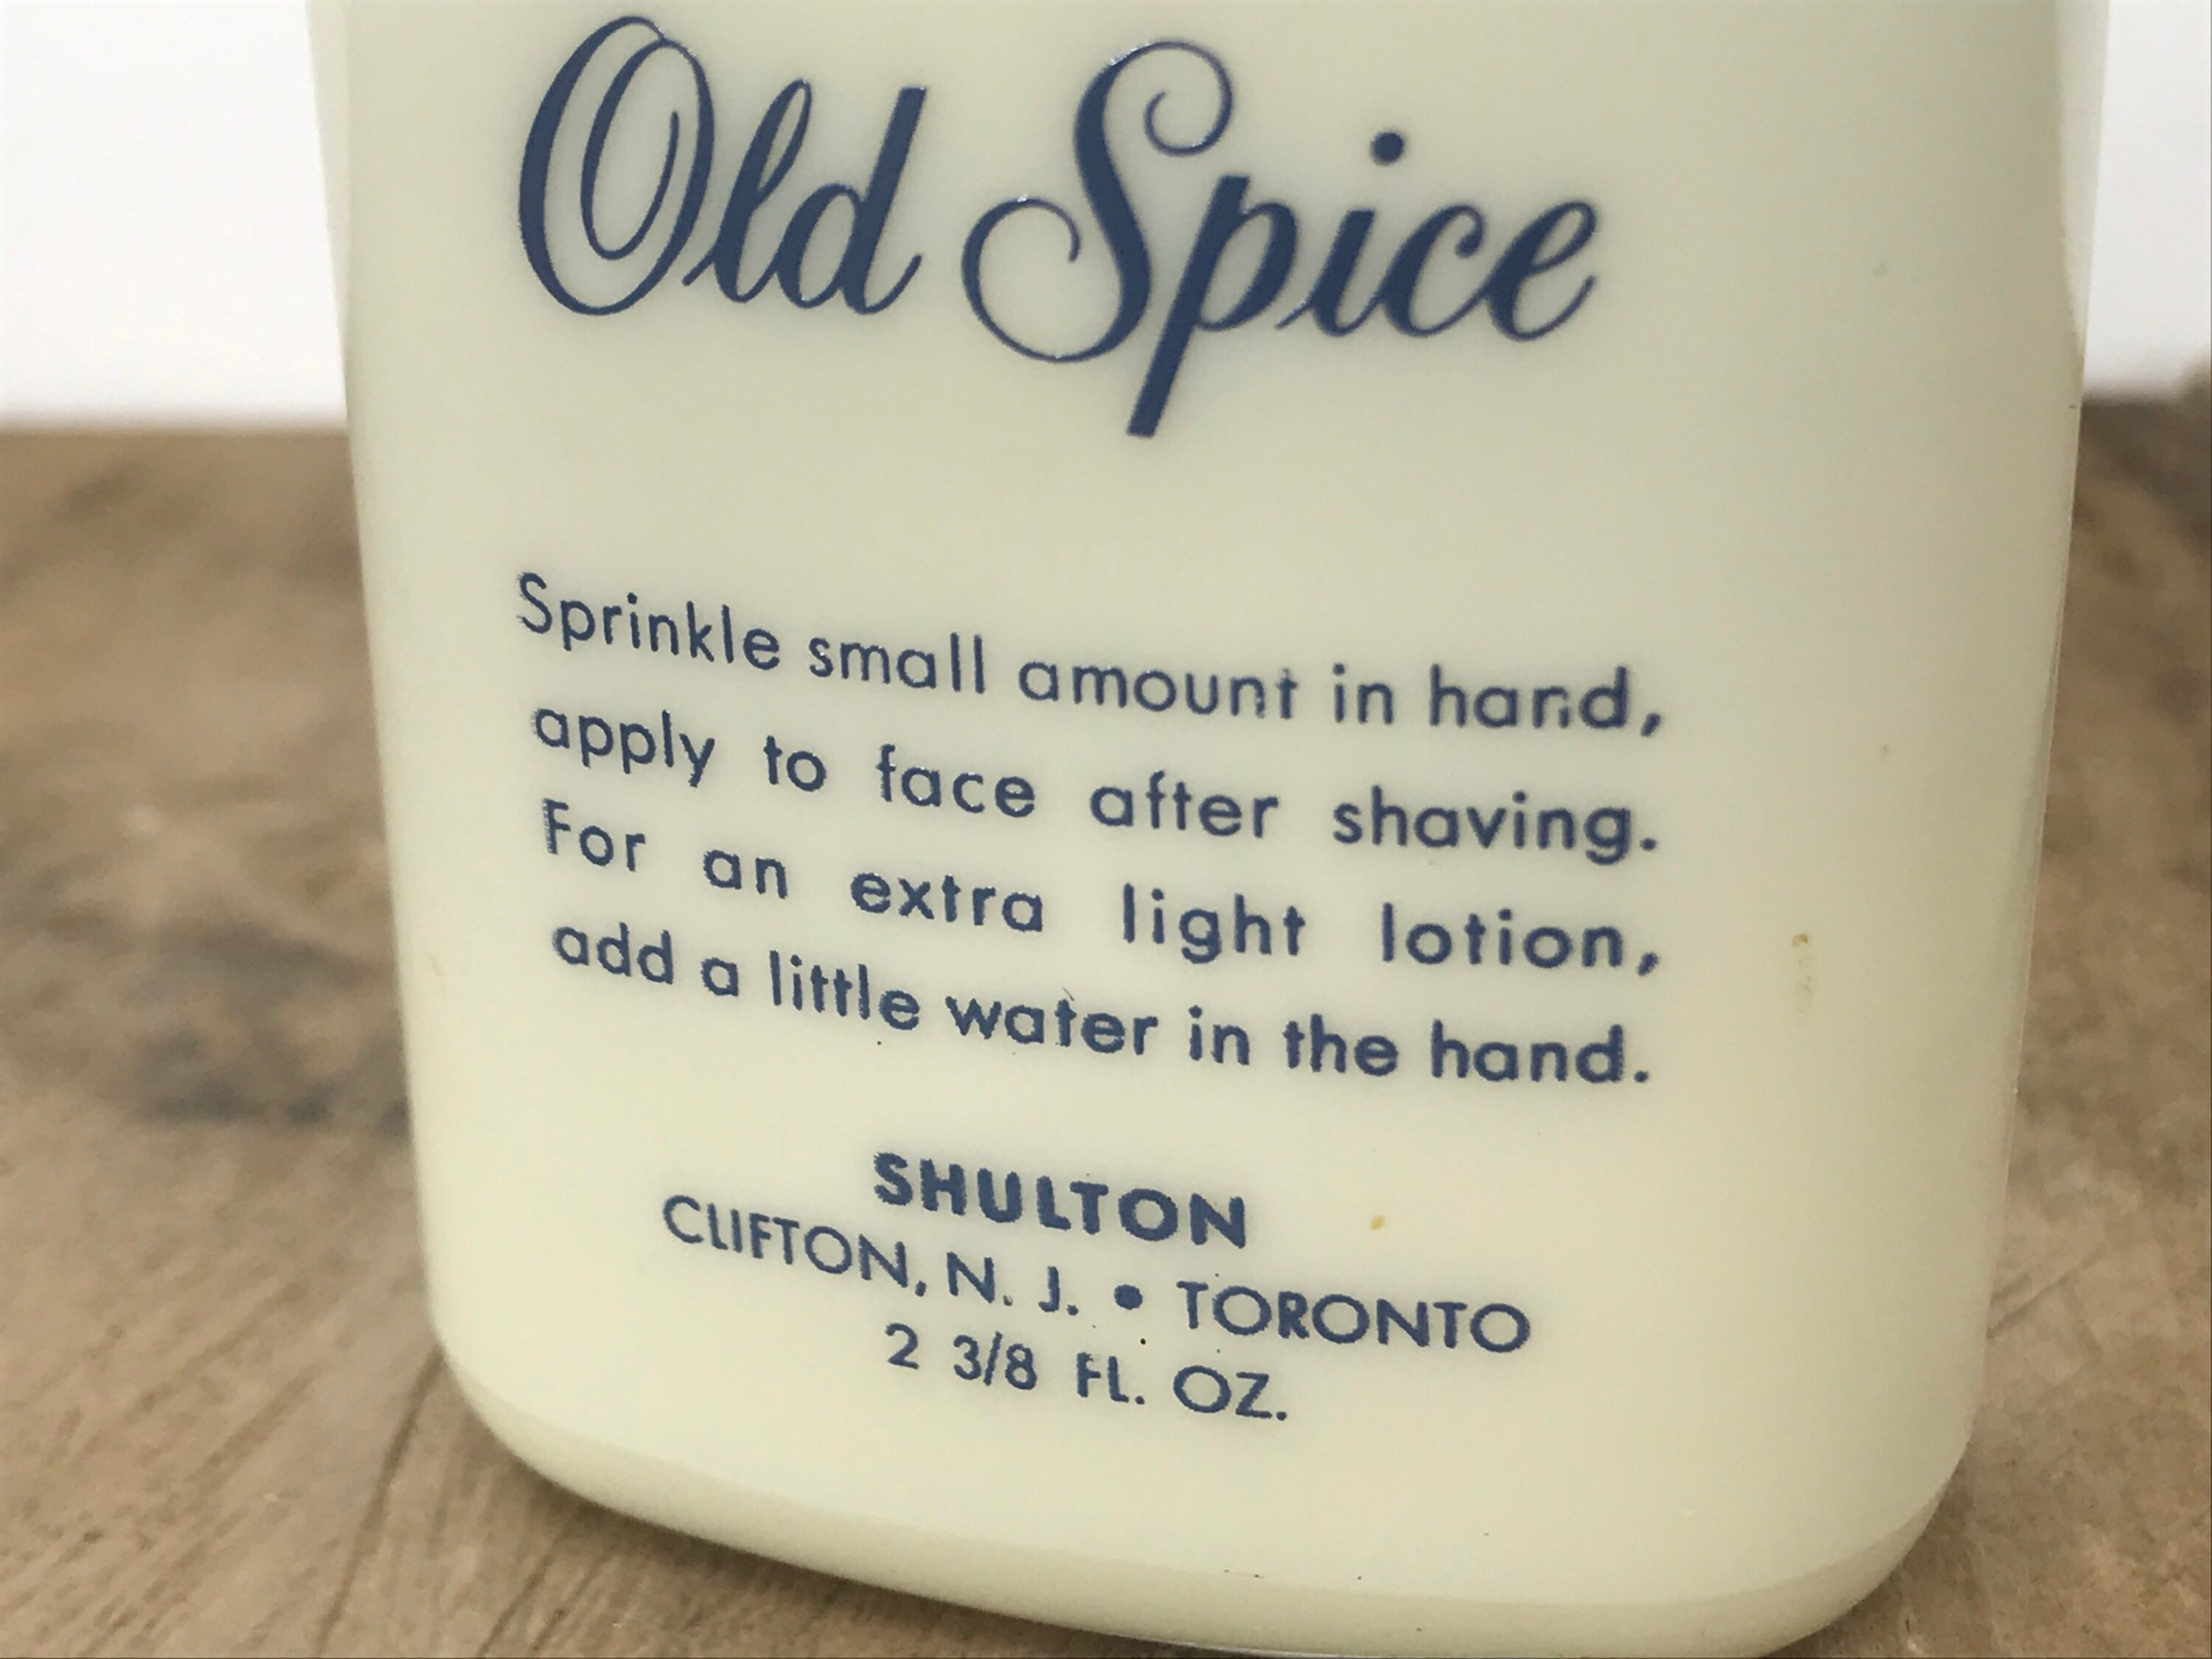 Old Spice
Sprinkle small amount in hand,
apply to face after shaving.
For an extra light lotion,
add a little water in the hand.
SHULTON
CLIFTON, N. J. • TORONTO
2 3/8 FL. OZ.